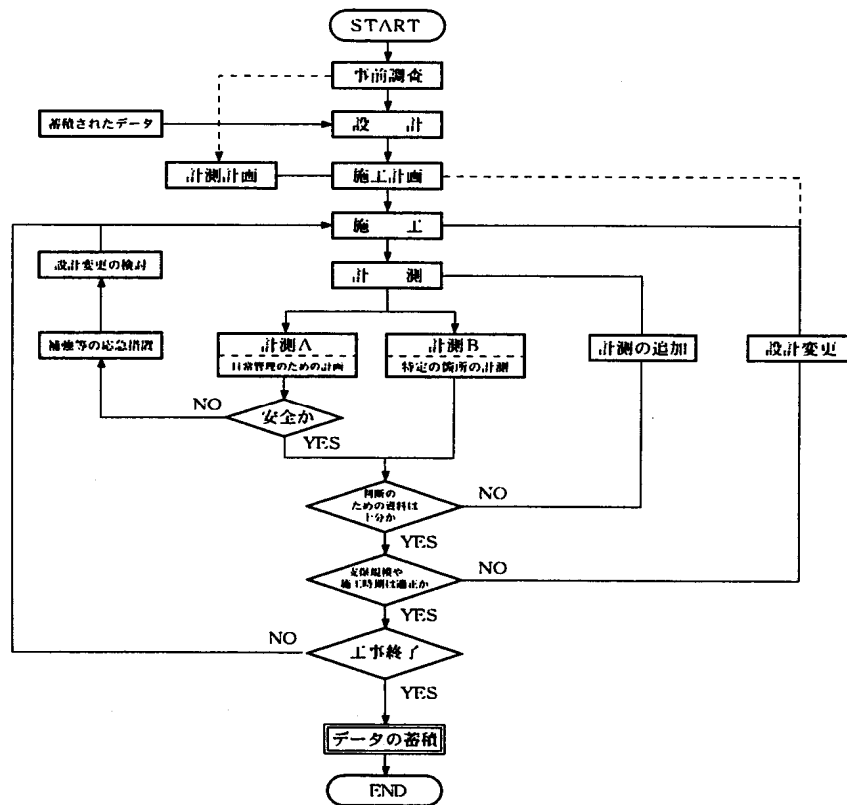 START
事前調査
蓄積されたデータ
設 計
計測計画
施工計画
施 工
設計変更の検討
計 測
補強等の応急措置
計測A
日常管理のための計画
計測B
特定の箇所の計測
計測の追加
設計変更
NO
安全か
YES
判断の
ための資料は
十分か
NO
YES
支保規模や
施工時期は適正か
NO
YES
NO
工事終了
YES
データの蓄積
END